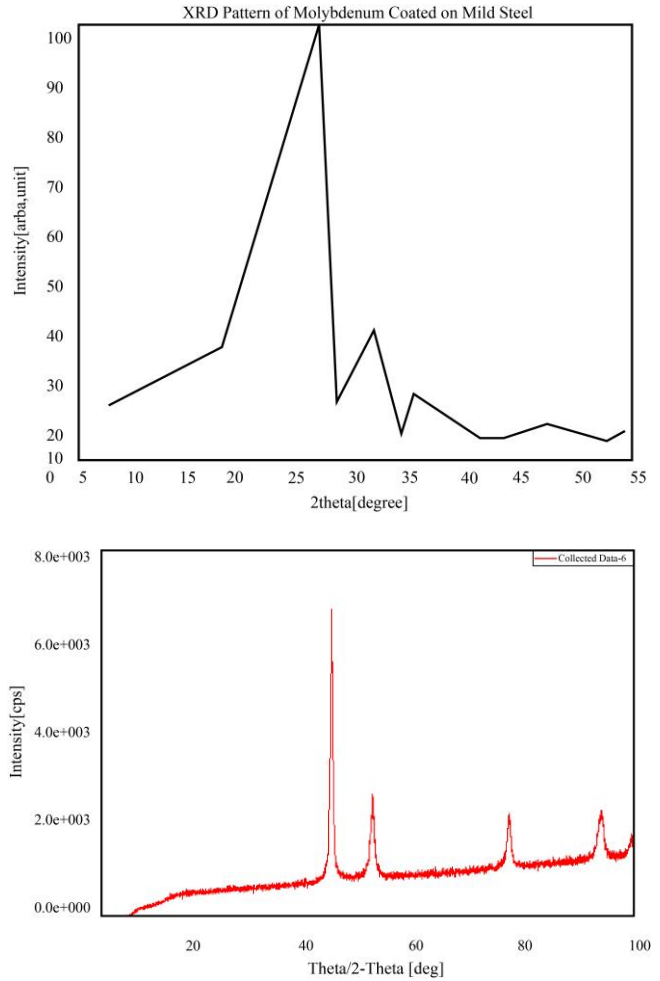 XRD Pattern of Molybdenum Coated on Mild Steel
100
90
80
70
60
50
40
30
20
10
0 5 10 15 20 25 30 35 40 45 50 55
Intensity[arba,unit]
2theta[degree]
Collected Data-6
8.0e+003
6.0e+003
4.0e+003
2.0e+003
0.0e+000
Intensity[cps]
20 40 60 80 100
Theta/2-Theta [deg]